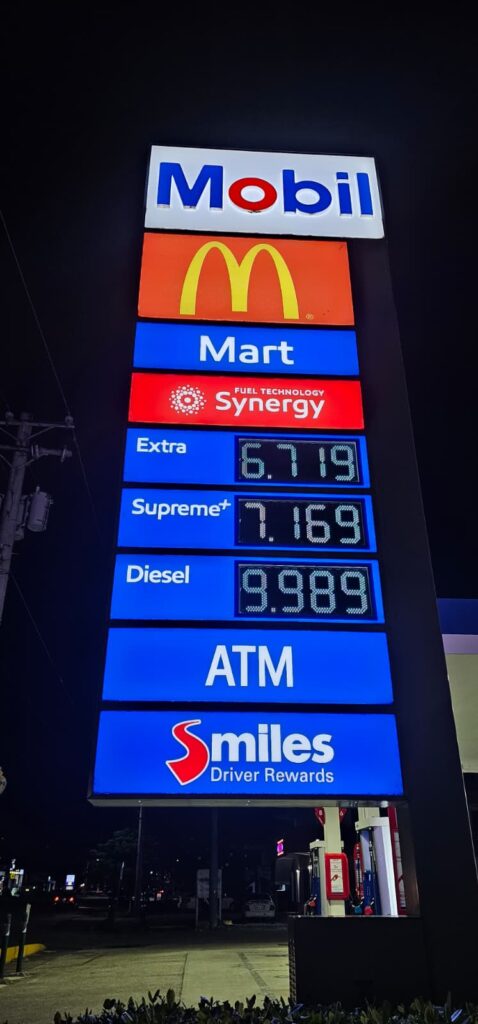 Mobil
Mart
FUEL TECHNOLOGY
Synergy
Extra 6.719
Supreme+ 7.169
Diesel 9.989
ATM
Smiles
Driver Rewards